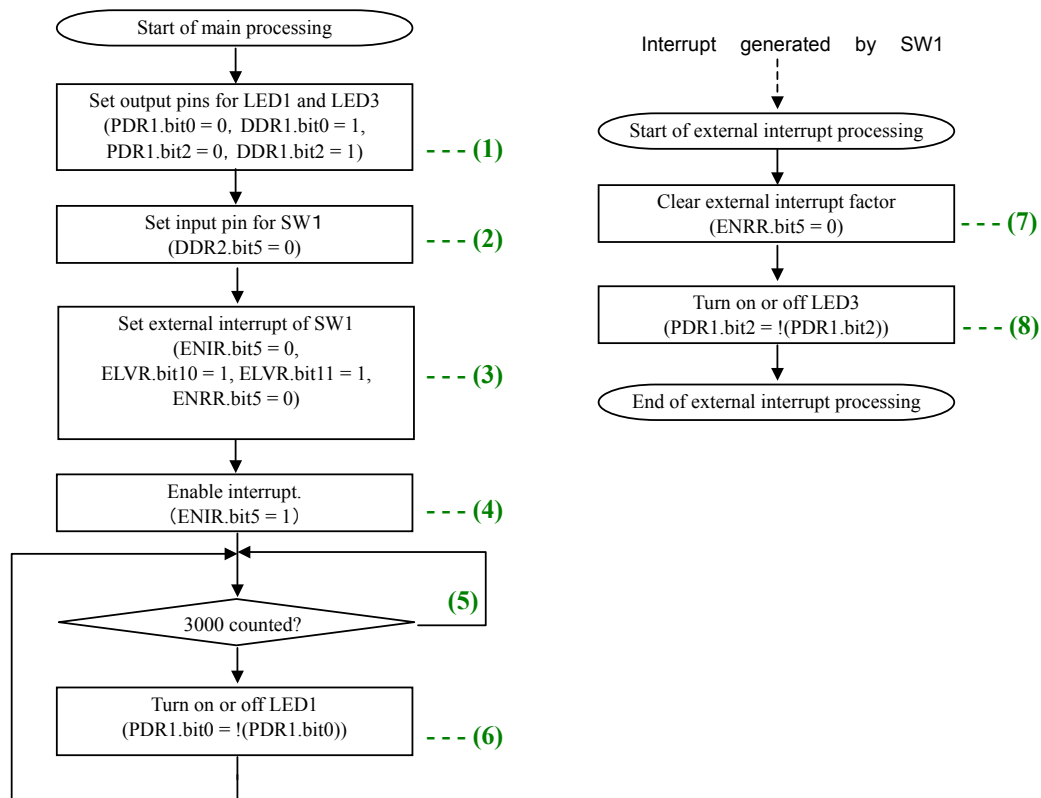 Start of main processing
Set output pins for LED1 and LED3
(PDR1.bit0 = 0, DDR1.bit0 = 1,
PDR1.bit2 = 0, DDR1.bit2 = 1)
- - - (1)
Set input pin for SW1
(DDR2.bit5 = 0)
- - - (2)
Set external interrupt of SW1
(ENIR.bit5 = 0,
ELVR.bit10 = 1, ELVR.bit11 = 1,
ENRR.bit5 = 0)
- - - (3)
Enable interrupt.
(ENIR.bit5 = 1)
- - - (4)
(5)
3000 counted?
Turn on or off LED1
(PDR1.bit0 = !(PDR1.bit0))
- - - (6)
Interrupt generated by SW1
Start of external interrupt processing
Clear external interrupt factor
(ENRR.bit5 = 0)
- - - (7)
Turn on or off LED3
(PDR1.bit2 = !(PDR1.bit2))
- - - (8)
End of external interrupt processing